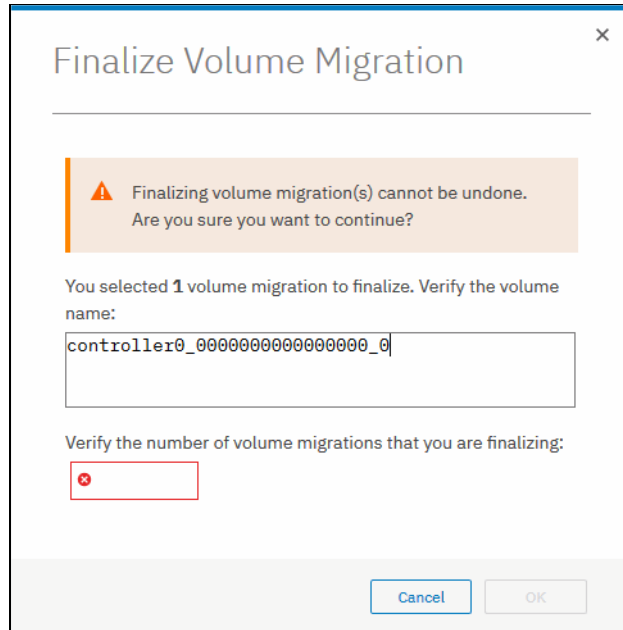 Finalize Volume Migration
Finalizing volume migration(s) cannot be undone.
Are you sure you want to continue?
You selected 1 volume migration to finalize. Verify the volume
name:
controller0_0000000000000000_0
Verify the number of volume migrations that you are finalizing:
Cancel
OK